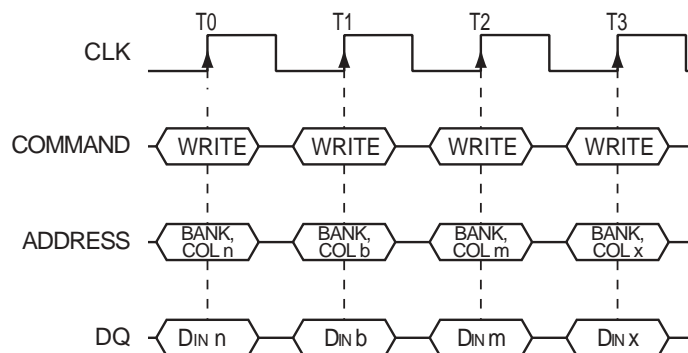 T0 T1 T2 T3
CLK
COMMAND WRITE WRITE WRITE WRITE
ADDRESS BANK, COL n BANK, COL b BANK, COL m BANK, COL x
DQ DIN n DIN b DIN m DIN x